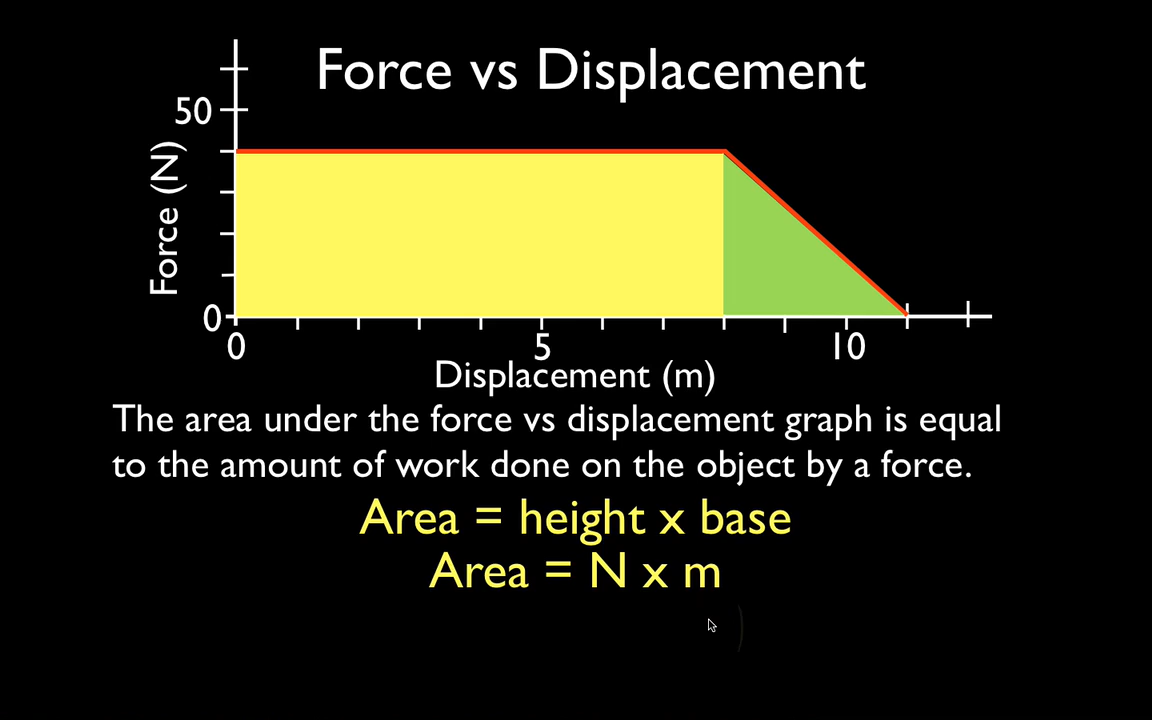 Force vs Displacement
50
Force (N)
0
0 5 10
Displacement (m)
The area under the force vs displacement graph is equal
to the amount of work done on the object by a force.
Area = height x base
Area = N x m
)